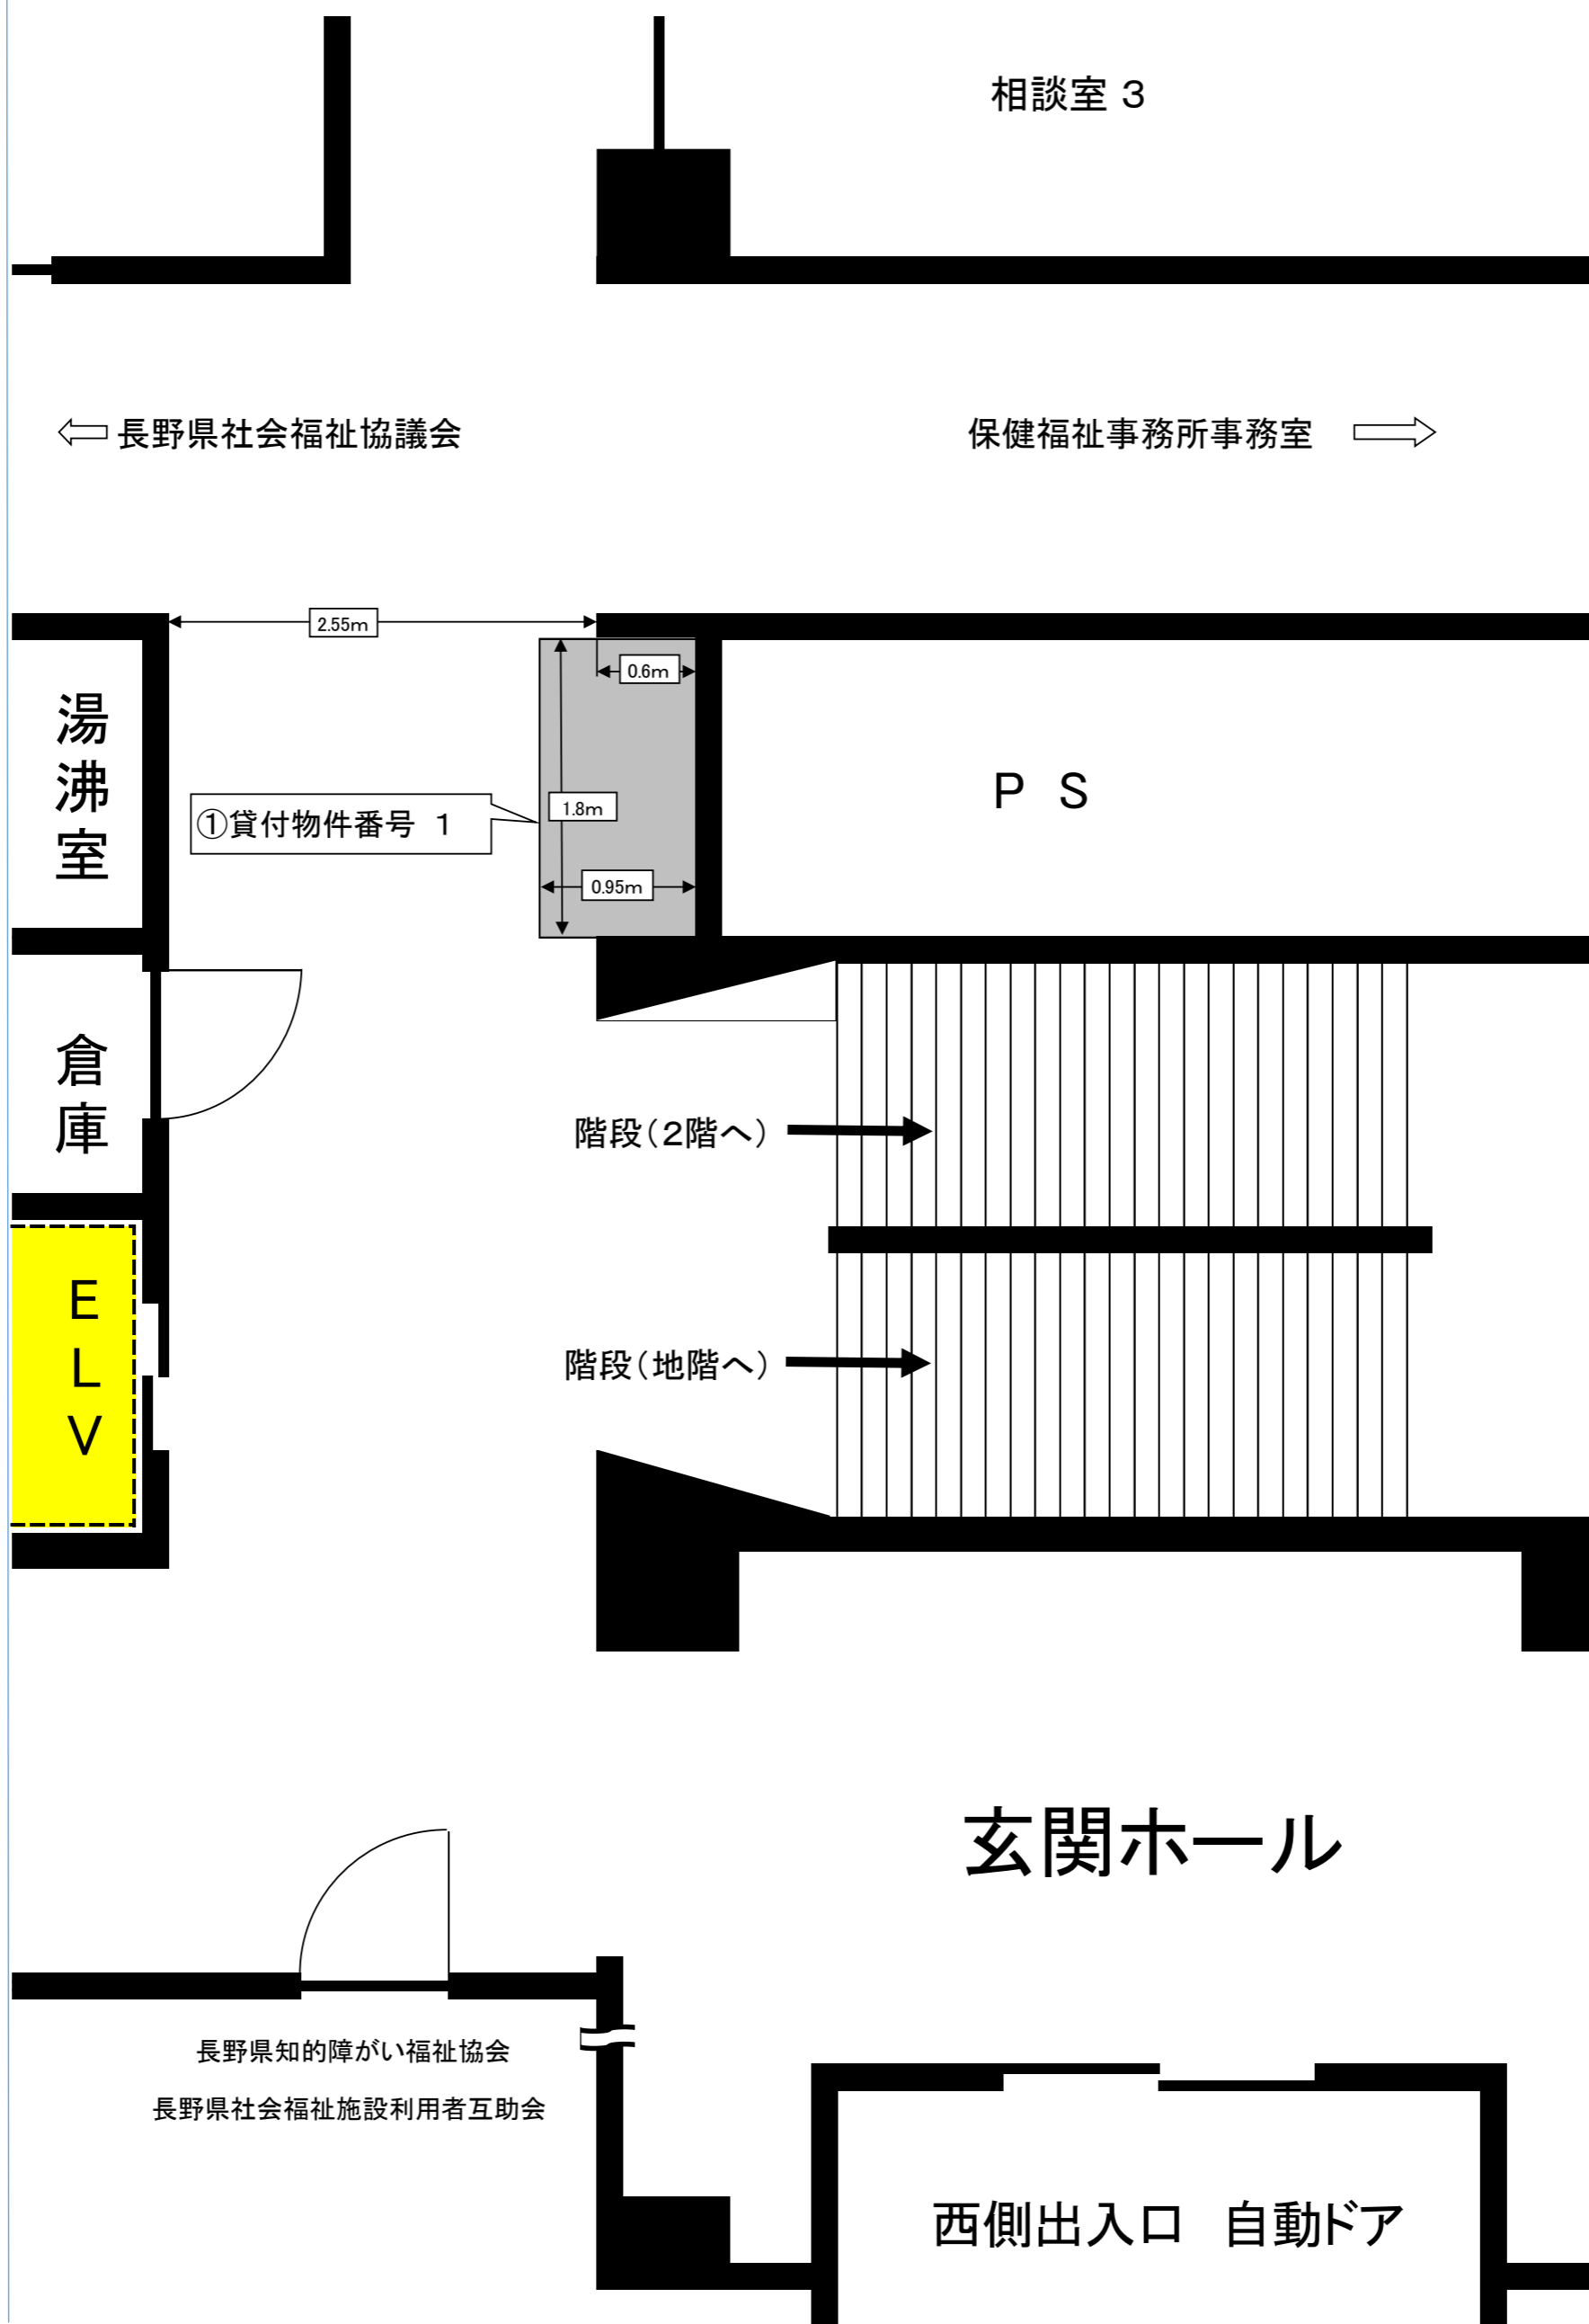 相談室 3
⇦ 長野県社会福祉協議会
保健福祉事務所事務室 ⇨
2.55m
0.6m
湯沸室
PS
①貸付物件番号 1
1.8m
0.95m
倉庫
階段(2階へ)
ELV
階段(地階へ)
玄関ホール
長野県知的障がい福祉協会
長野県社会福祉施設利用者互助会
西側出入口 自動ドア